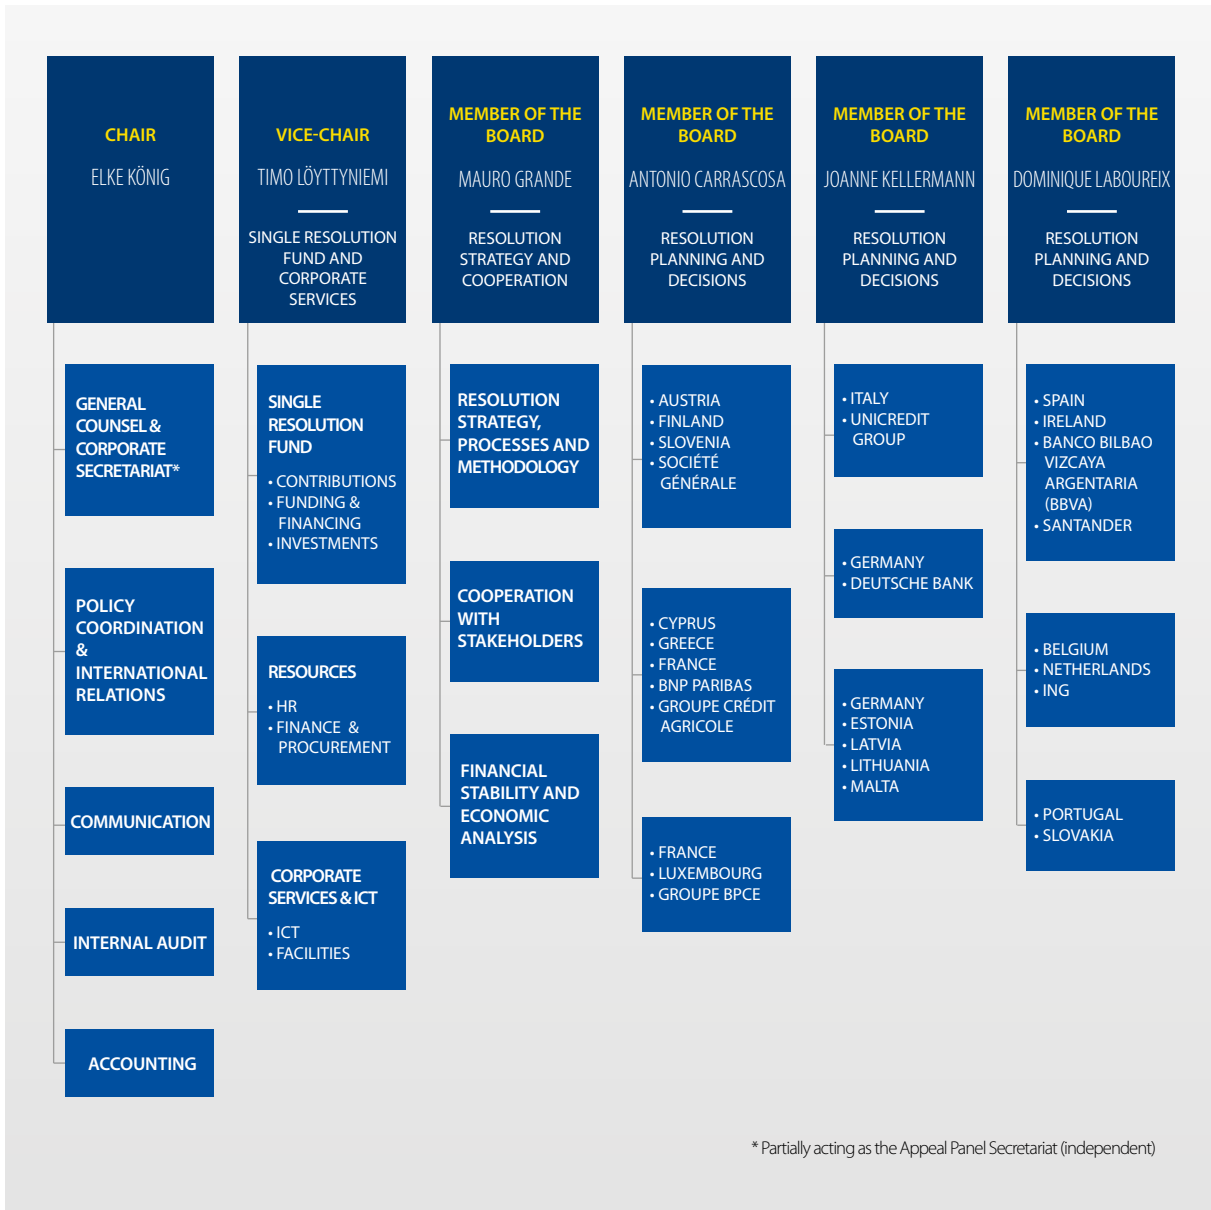 CHAIR
ELKE KÖNIG
GENERAL
COUNSEL &
CORPORATE
SECRETARIAT*
POLICY
COORDINATION
&
INTERNATIONAL
RELATIONS
COMMUNICATION
INTERNAL AUDIT
ACCOUNTING
VICE-CHAIR
TIMO LÖYTTYNIEMI
SINGLE RESOLUTION
FUND AND
CORPORATE
SERVICES
SINGLE
RESOLUTION
FUND
• CONTRIBUTIONS
• FUNDING &
FINANCING
• INVESTMENTS
RESOURCES
• HR
• FINANCE &
PROCUREMENT
CORPORATE
SERVICES & ICT
• ICT
• FACILITIES
MEMBER OF THE
BOARD
MAURO GRANDE
RESOLUTION
STRATEGY AND
COOPERATION
RESOLUTION
STRATEGY,
PROCESSES AND
METHODOLOGY
COOPERATION
WITH
STAKEHOLDERS
FINANCIAL
STABILITY AND
ECONOMIC
ANALYSIS
MEMBER OF THE
BOARD
ANTONIO CARRASCOSA
RESOLUTION
PLANNING AND
DECISIONS
• AUSTRIA
• FINLAND
• SLOVENIA
• SOCIÉTÉ
GÉNÉRALE
• CYPRUS
• GREECE
• FRANCE
• BNP PARIBAS
• GROUPE CRÉDIT
AGRICOLE
• FRANCE
• LUXEMBOURG
• GROUPE BPCE
MEMBER OF THE
BOARD
JOANNE KELLERMANN
RESOLUTION
PLANNING AND
DECISIONS
• ITALY
• UNICREDIT
GROUP
• GERMANY
• DEUTSCHE BANK
• GERMANY
• ESTONIA
• LATVIA
• LITHUANIA
• MALTA
MEMBER OF THE
BOARD
DOMINIQUE LABOUREIX
RESOLUTION
PLANNING AND
DECISIONS
• SPAIN
• IRELAND
• BANCO BILBAO
VIZCAYA
ARGENTARIA
(BBVA)
• SANTANDER
• BELGIUM
• NETHERLANDS
• ING
• PORTUGAL
• SLOVAKIA
* Partially acting as the Appeal Panel Secretariat (independent)